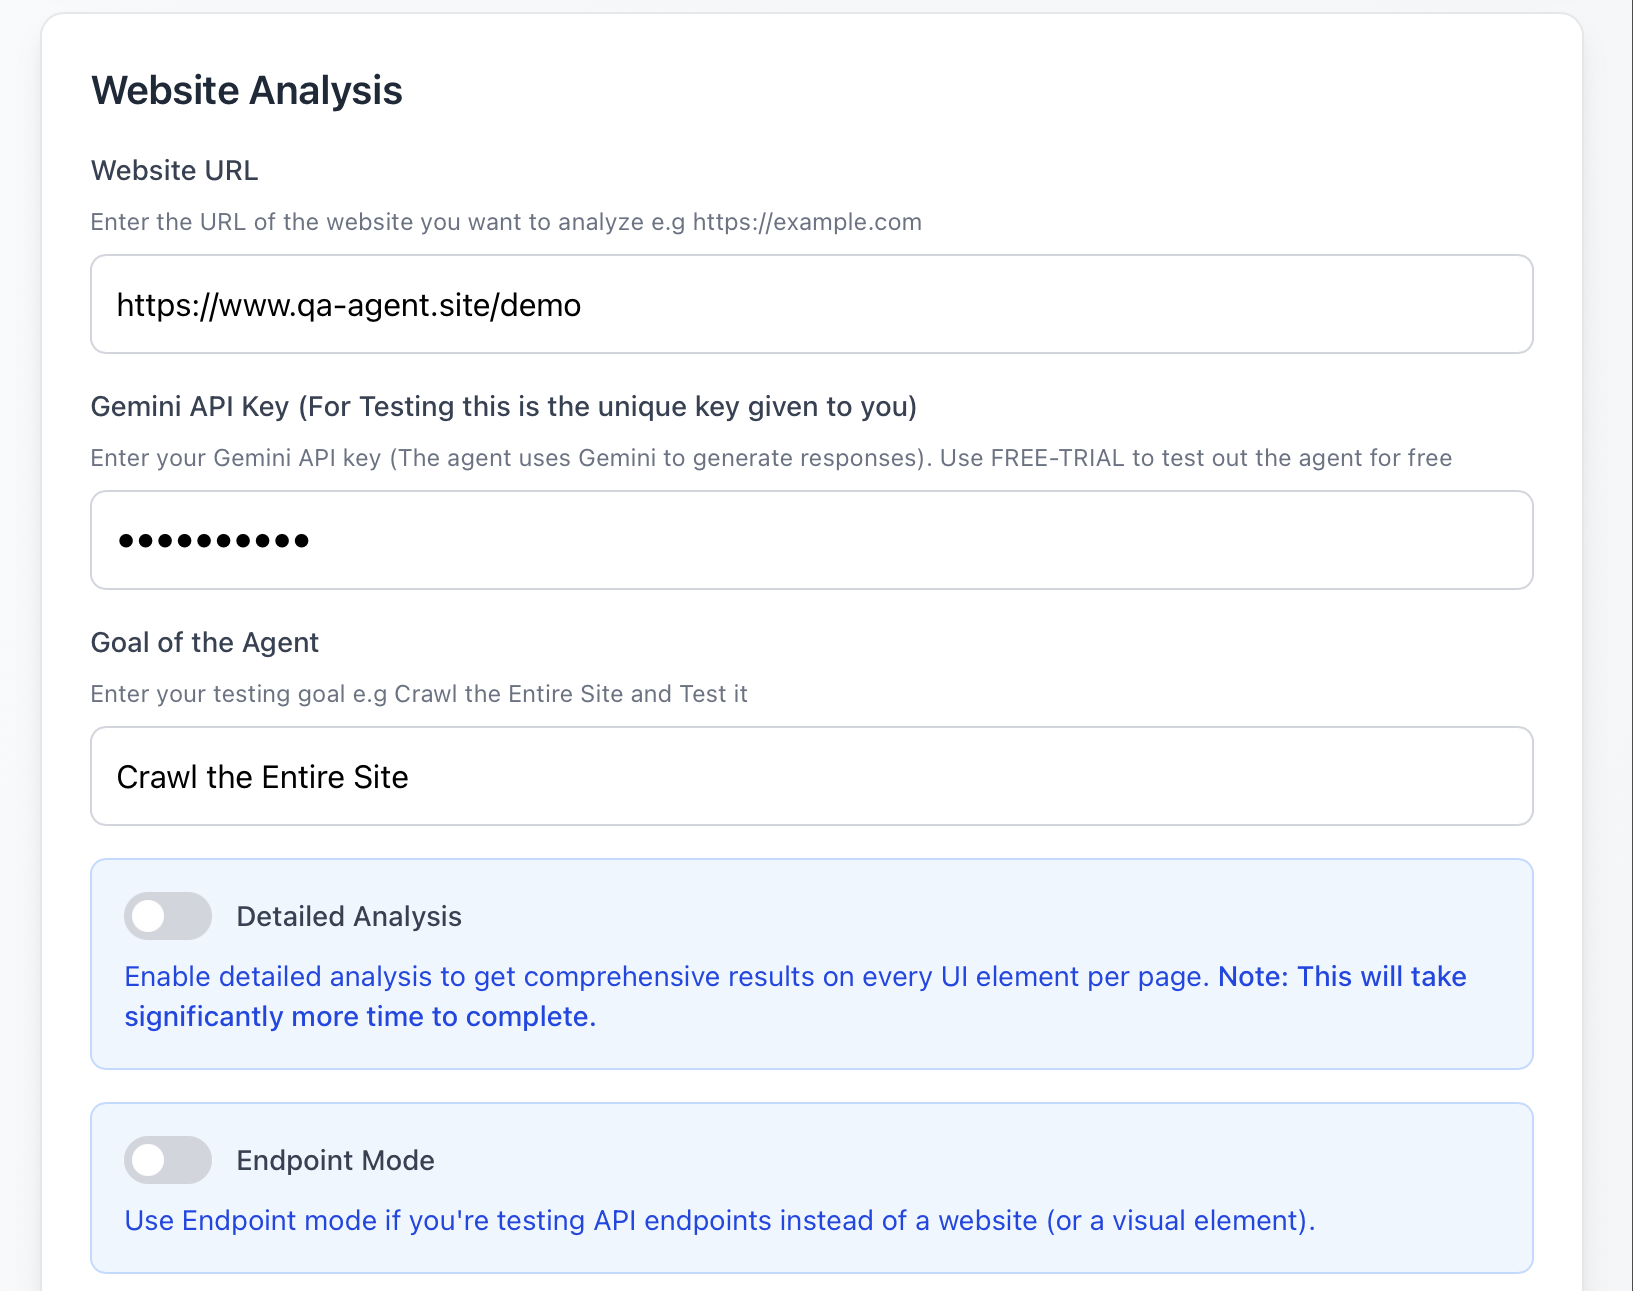 Website Analysis
Website URL
Enter the URL of the website you want to analyze e.g https://example.com
https://www.qa-agent.site/demo
Gemini API Key (For Testing this is the unique key given to you)
Enter your Gemini API key (The agent uses Gemini to generate responses). Use FREE-TRIAL to test out the agent for free
••••••••••
Goal of the Agent
Enter your testing goal e.g Crawl the Entire Site and Test it
Crawl the Entire Site
Detailed Analysis
Enable detailed analysis to get comprehensive results on every UI element per page. Note: This will take
significantly more time to complete.
Endpoint Mode
Use Endpoint mode if you're testing API endpoints instead of a website (or a visual element).